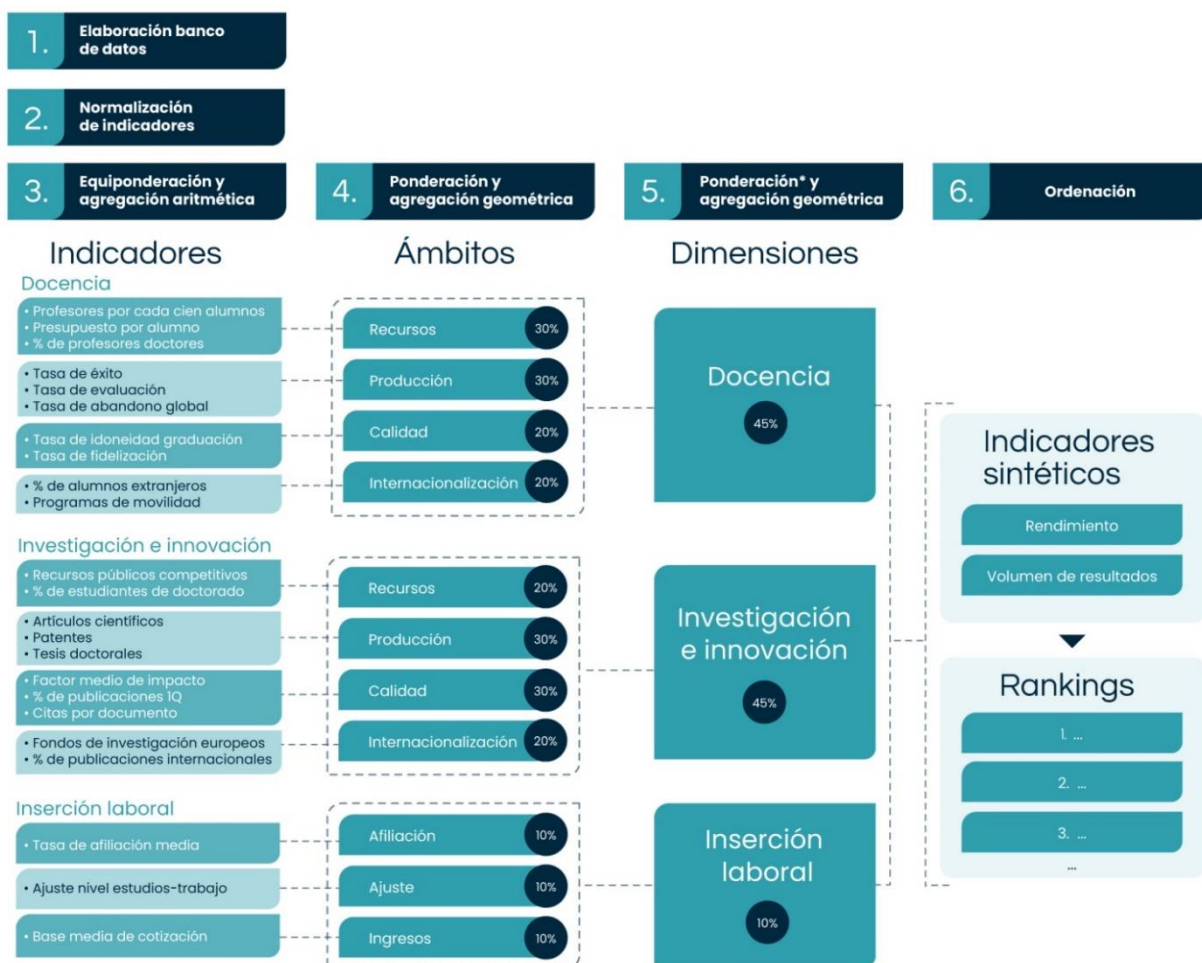 1.
Elaboración banco
de datos
2.
Normalización
de indicadores
3.
Equiponderación y
agregación aritmética
4.
Ponderación y
agregación geométrica
5.
Ponderación* y
agregación geométrica
6.
Ordenación
Indicadores
Ámbitos
Dimensiones
Docencia
• Profesores por cada cien alumnos
• Presupuesto por alumno
• % de profesores doctores
• Tasa de éxito
• Tasa de evaluación
• Tasa de abandono global
• Tasa de idoneidad graduación
• Tasa de fidelización
• % de alumnos extranjeros
• Programas de movilidad
Recursos 30%
Producción 30%
Calidad 20%
Internacionalización 20%
Docencia
45%
Investigación e innovación
• Recursos públicos competitivos
• % de estudiantes de doctorado
• Artículos científicos
• Patentes
• Tesis doctorales
• Factor medio de impacto
• % de publicaciones 1Q
• Citas por documento
• Fondos de investigación europeos
• % de publicaciones internacionales
Recursos 20%
Producción 30%
Calidad 30%
Internacionalización 20%
Investigación
e innovación
45%
Inserción laboral
• Tasa de afiliación media
• Ajuste nivel estudios-trabajo
• Base media de cotización
Afiliación 10%
Ajuste 10%
Ingresos 10%
Inserción
laboral
10%
Indicadores
sintéticos
Rendimiento
Volumen de resultados
Rankings
1. ...
2. ...
3. ...
...